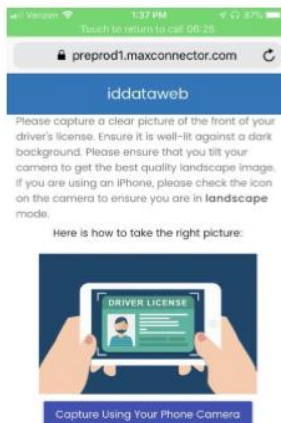 Verizon 1:37 PM 87%
Touch to return to call 06:28
preprod1.maxconnector.com
iddataweb
Please capture a clear picture of the front of your
driver's license. Ensure it is well-lit against a dark
background. Please ensure that you tilt your
camera to get the best quality landscape image.
If you are using an iPhone, please check the icon
on the camera to ensure you are in landscape
mode.
Here is how to take the right picture:
DRIVER LICENSE
Capture Using Your Phone Camera